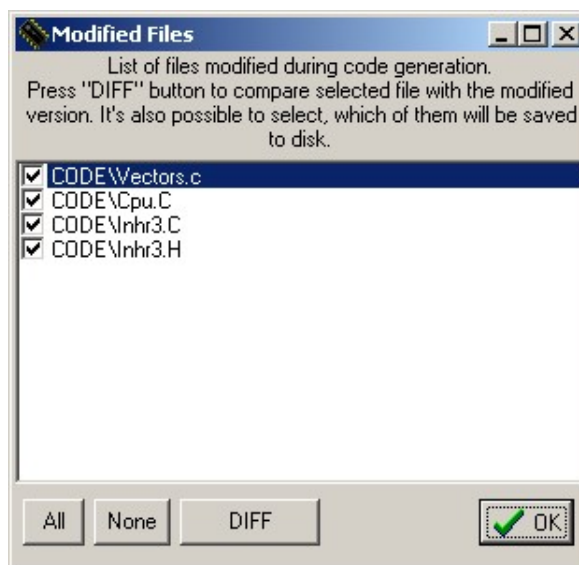 Modified Files
List of files modified during code generation.
Press "DIFF" button to compare selected file with the modified
version. It's also possible to select, which of them will be saved
to disk.
CODE\Vectors.c
CODE\Cpu.C
CODE\Inhr3.C
CODE\Inhr3.H
All None DIFF OK